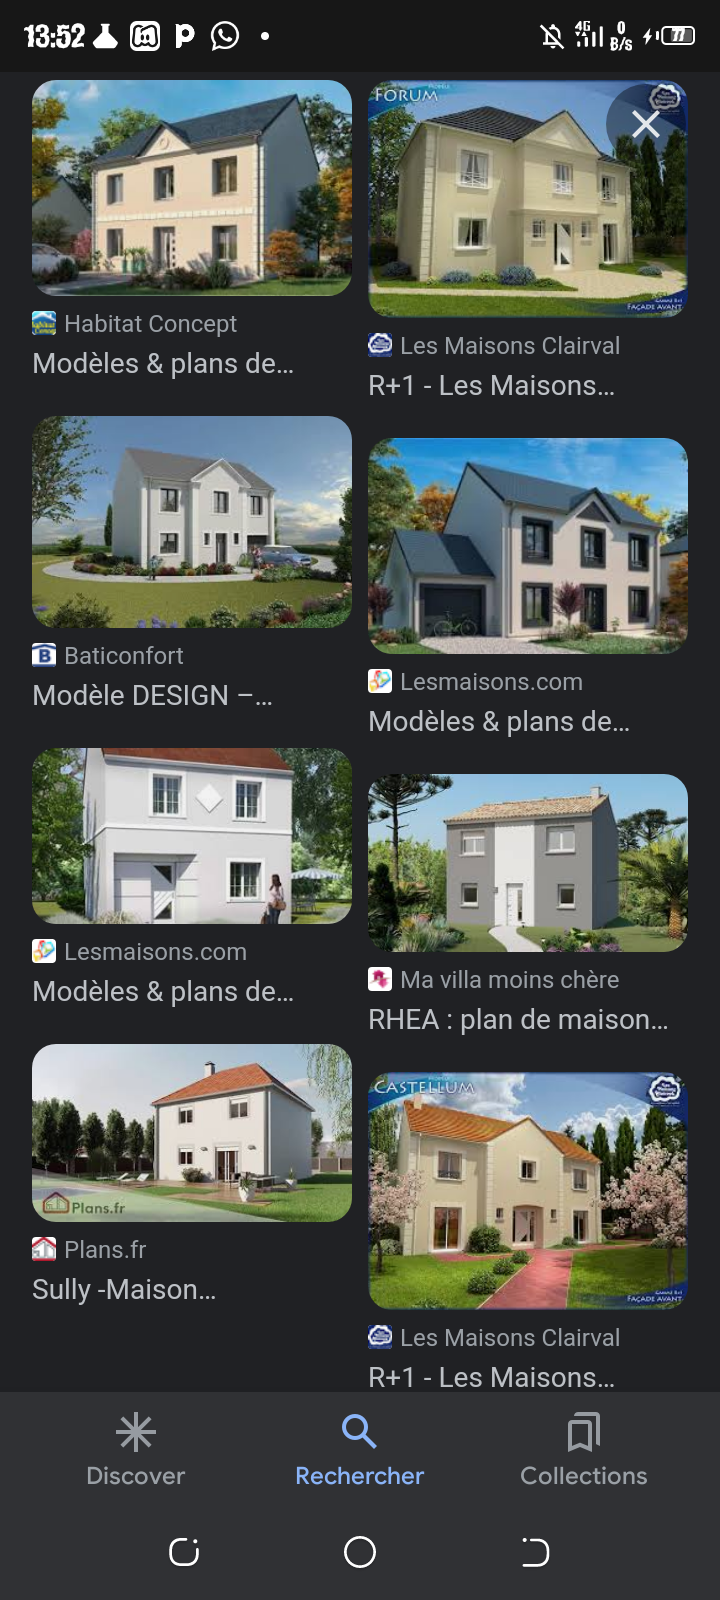 13:52
4G
0
B/s
77
FORUM
FAÇADE AVANT
Habitat Concept
Modèles & plans de...
Les Maisons Clairval
R+1 - Les Maisons...
Baticonfort
Modèle DESIGN –...
Lesmaisons.com
Modèles & plans de...
Lesmaisons.com
Modèles & plans de...
Ma villa moins chère
RHEA : plan de maison...
Plans.fr
Plans.fr
Sully -Maison...
CASTELLUM
FAÇADE AVANT
Les Maisons Clairval
R+1 - Les Maisons...
Discover
Rechercher
Collections